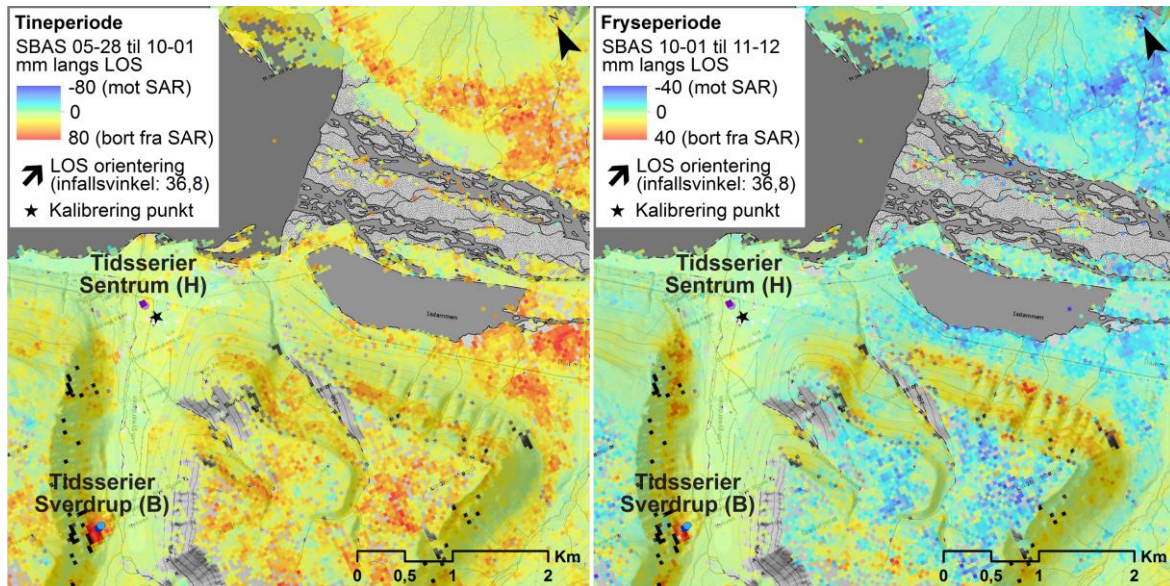 Tineperiode
SBAS 05-28 til 10-01
mm langs LOS
-80 (mot SAR)
0
80 (bort fra SAR)
LOS orientering
(infallsvinkel: 36,8)
Kalibrering punkt
N
Tidsserier
Sentrum (H)
Isdammen
Tidsserier
Sverdrup (B)
Km
0 0,5 1 2
Fryseperiode
SBAS 10-01 til 11-12
mm langs LOS
-40 (mot SAR)
0
40 (bort fra SAR)
LOS orientering
(infallsvinkel: 36,8)
Kalibrering punkt
N
Tidsserier
Sentrum (H)
Isdammen
Tidsserier
Sverdrup (B)
Km
0 0,5 1 2